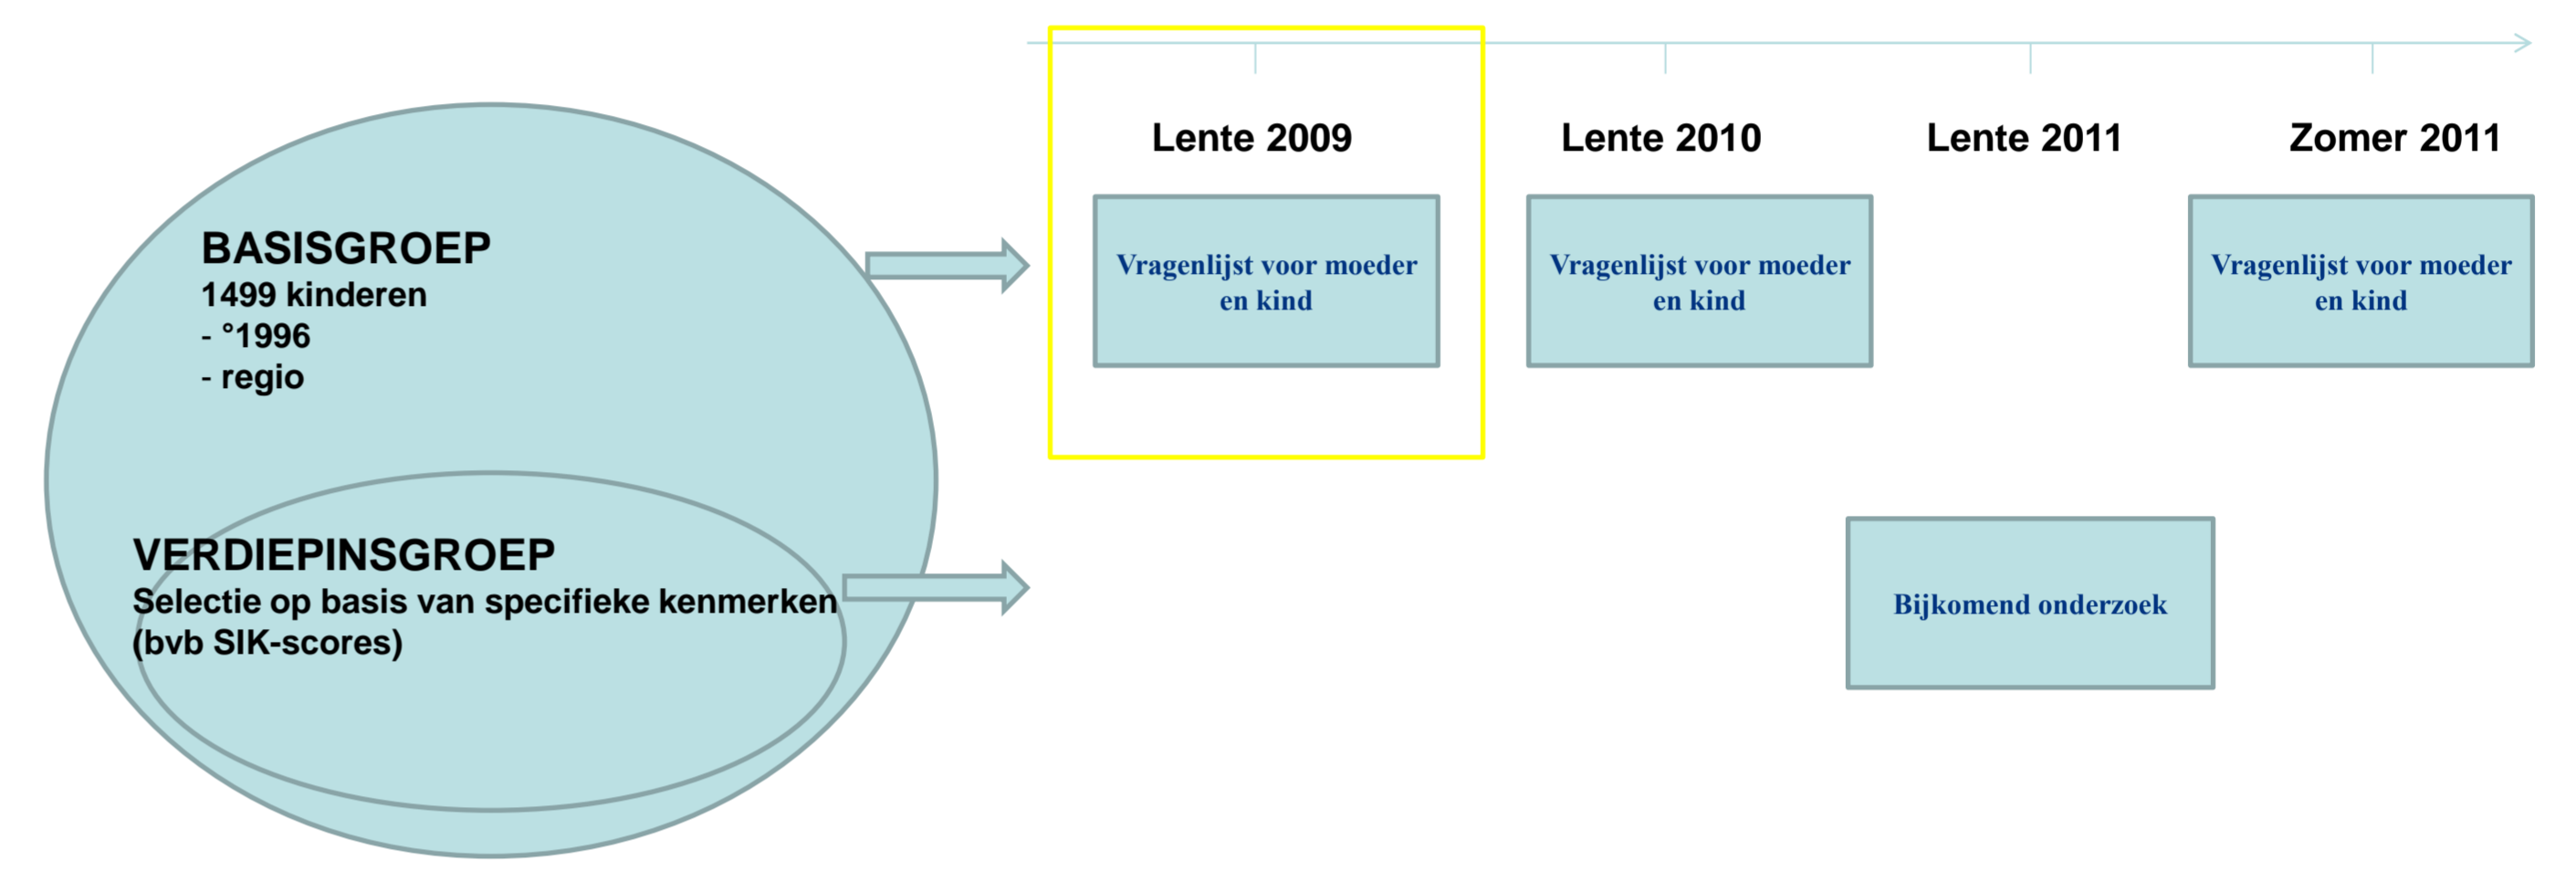 Lente 2009
Lente 2010
Lente 2011
Zomer 2011
BASISGROEP
1499 kinderen
- °1996
- regio
Vragenlijst voor moeder
en kind
Vragenlijst voor moeder
en kind
Vragenlijst voor moeder
en kind
VERDIEPINSGROEP
Selectie op basis van specifieke kenmerken
(bvb SIK-scores)
Bijkomend onderzoek